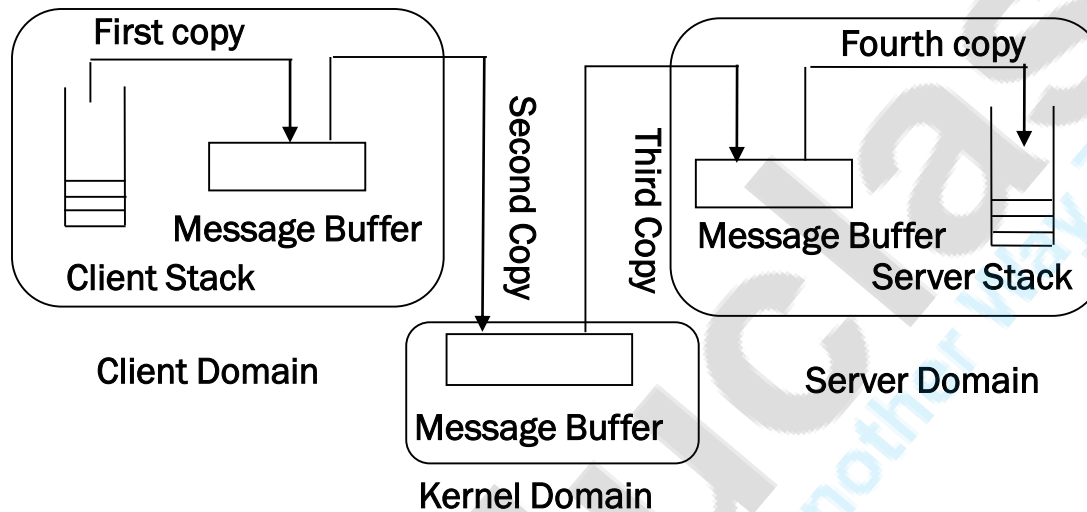 First copy
Fourth copy
Second Copy
Third Copy
Message Buffer
Client Stack
Message Buffer
Server Stack
Client Domain
Server Domain
Message Buffer
Kernel Domain